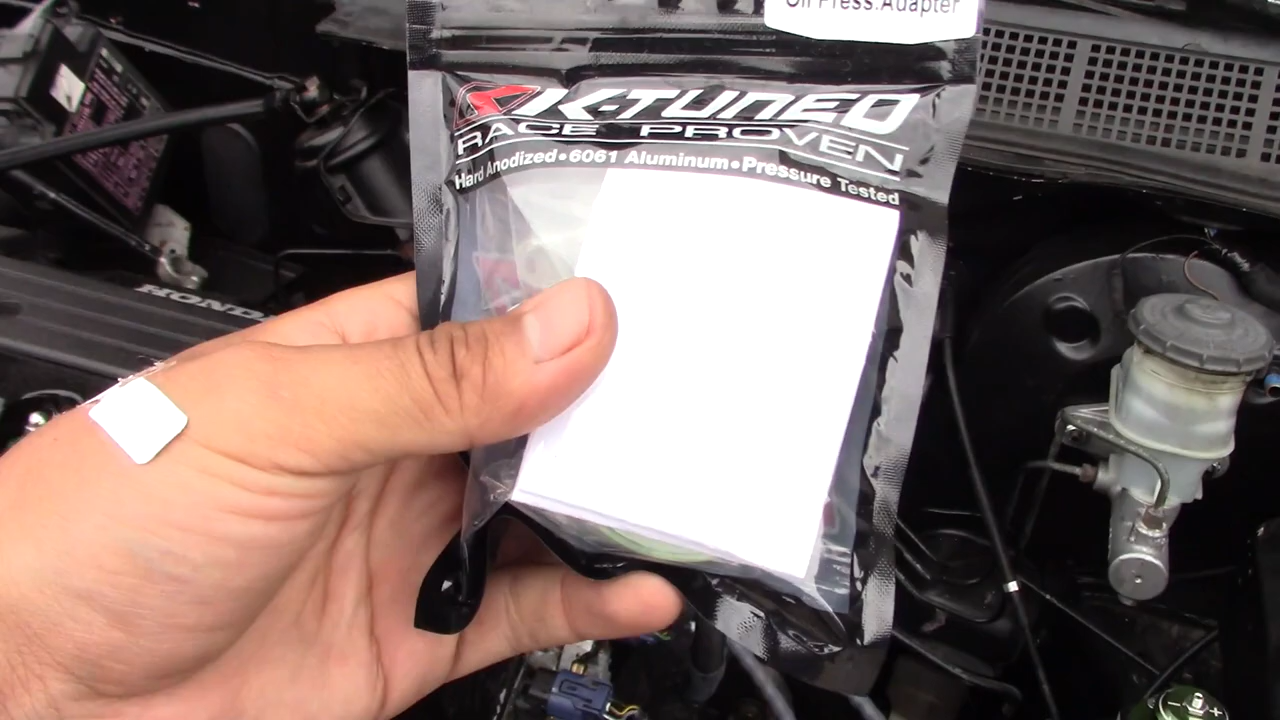 Oil Press.Adapter
K-TUNED
RACE PROVEN
Hard Anodized•6061 Aluminum•Pressure Tested
HONDA